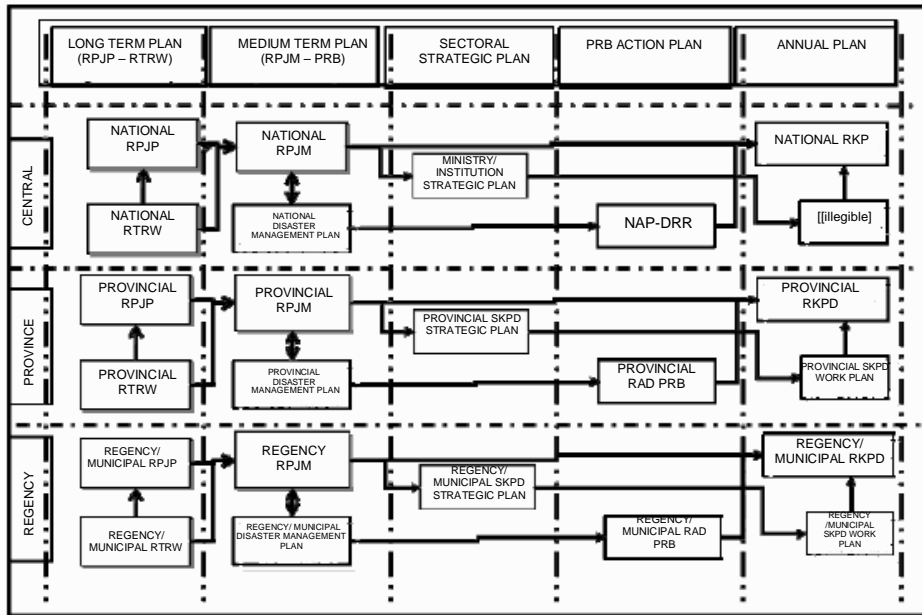 LONG TERM PLAN
(RPJP – RTRW)
MEDIUM TERM PLAN
(RPJM – PRB)
SECTORAL
STRATEGIC PLAN
PRB ACTION PLAN
ANNUAL PLAN
CENTRAL
NATIONAL
RPJP
NATIONAL
RPJM
NATIONAL RKP
MINISTRY/
INSTITUTION
STRATEGIC PLAN
NATIONAL
RTRW
NATIONAL
DISASTER
MANAGEMENT PLAN
NAP-DRR
[[illegible]
PROVINCE
PROVINCIAL
RPJP
PROVINCIAL
RPJM
PROVINCIAL
RKPD
PROVINCIAL SKPD
STRATEGIC PLAN
PROVINCIAL
RTRW
PROVINCIAL
DISASTER
MANAGEMENT PLAN
PROVINCIAL
RAD PRB
PROVINCIAL SKPD
WORK PLAN
REGENCY
REGENCY/
MUNICIPAL RPJP
REGENCY
RPJM
REGENCY/
MUNICIPAL RKPD
REGENCY/
MUNICIPAL SKPD
STRATEGIC PLAN
REGENCY/
MUNICIPAL RTRW
REGENCY/ MUNICIPAL
DISASTER MANAGEMENT
PLAN
REGENCY/
MUNICIPAL RAD
PRB
REGENCY
/MUNICIPAL
SKPD WORK
PLAN